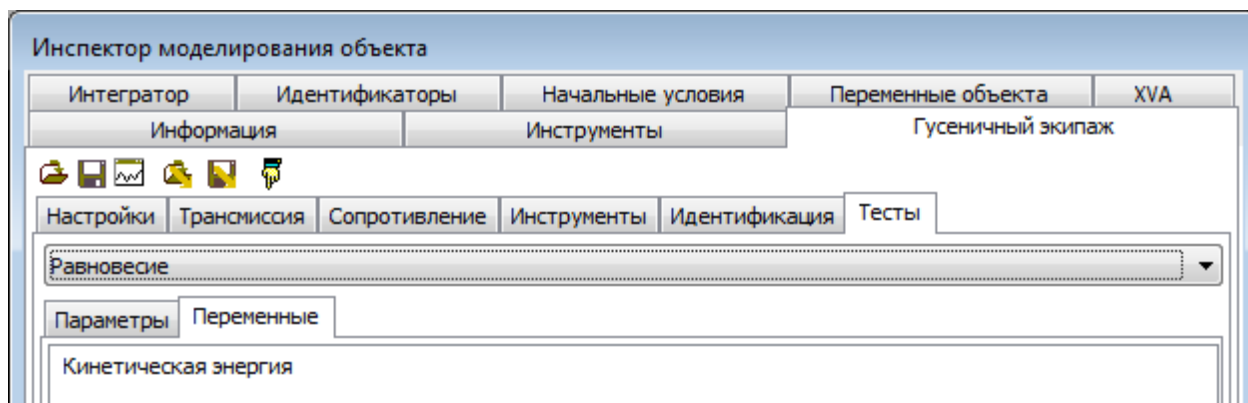 Инспектор моделирования объекта
Интегратор Идентификаторы Начальные условия Переменные объекта XVA
Информация Инструменты Гусеничный экипаж
Настройки Трансмиссия Сопротивление Инструменты Идентификация Тесты
Равновесие
Параметры Переменные
Кинетическая энергия